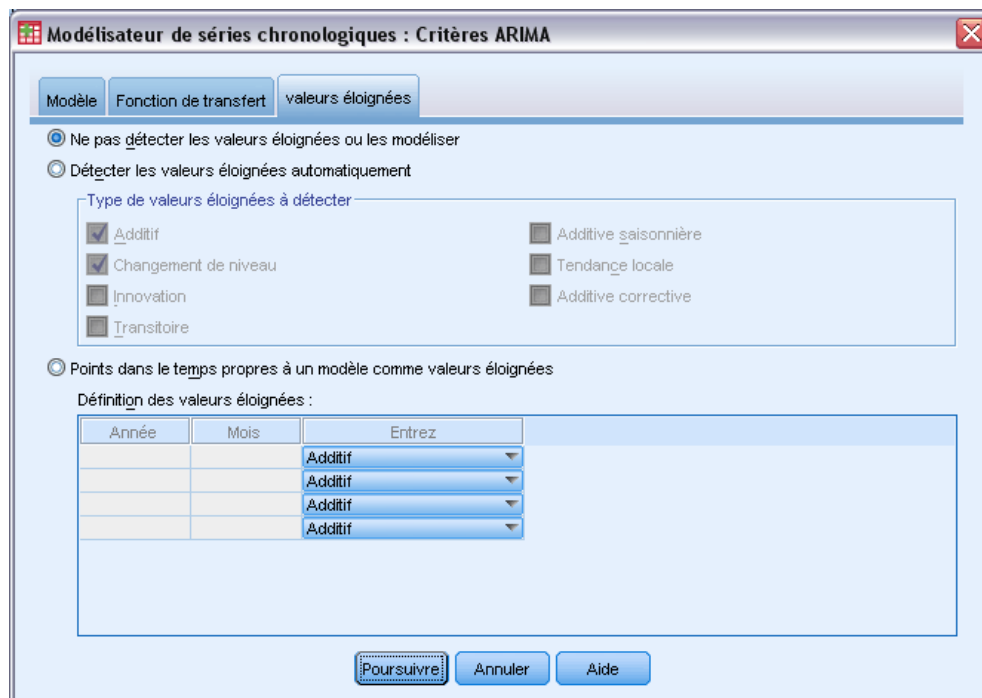 Modélisateur de séries chronologiques : Critères ARIMA
Modèle Fonction de transfert valeurs éloignées
Ne pas détecter les valeurs éloignées ou les modéliser
Détecter les valeurs éloignées automatiquement
Type de valeurs éloignées à détecter
Additif Additive saisonnière
Changement de niveau Tendance locale
Innovation Additive corrective
Transitoire
Points dans le temps propres à un modèle comme valeurs éloignées
Définition des valeurs éloignées :
Année Mois Entrez
Additif
Additif
Additif
Additif
Poursuivre Annuler Aide